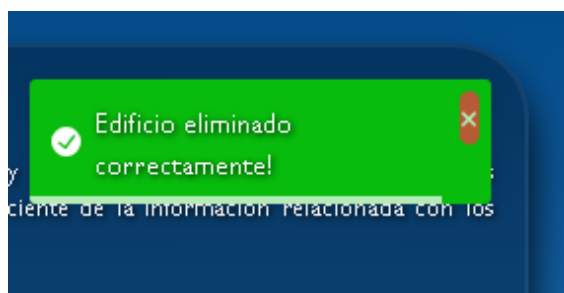 Edificio eliminado
correctamente!
y
ciente de la información relacionada con los